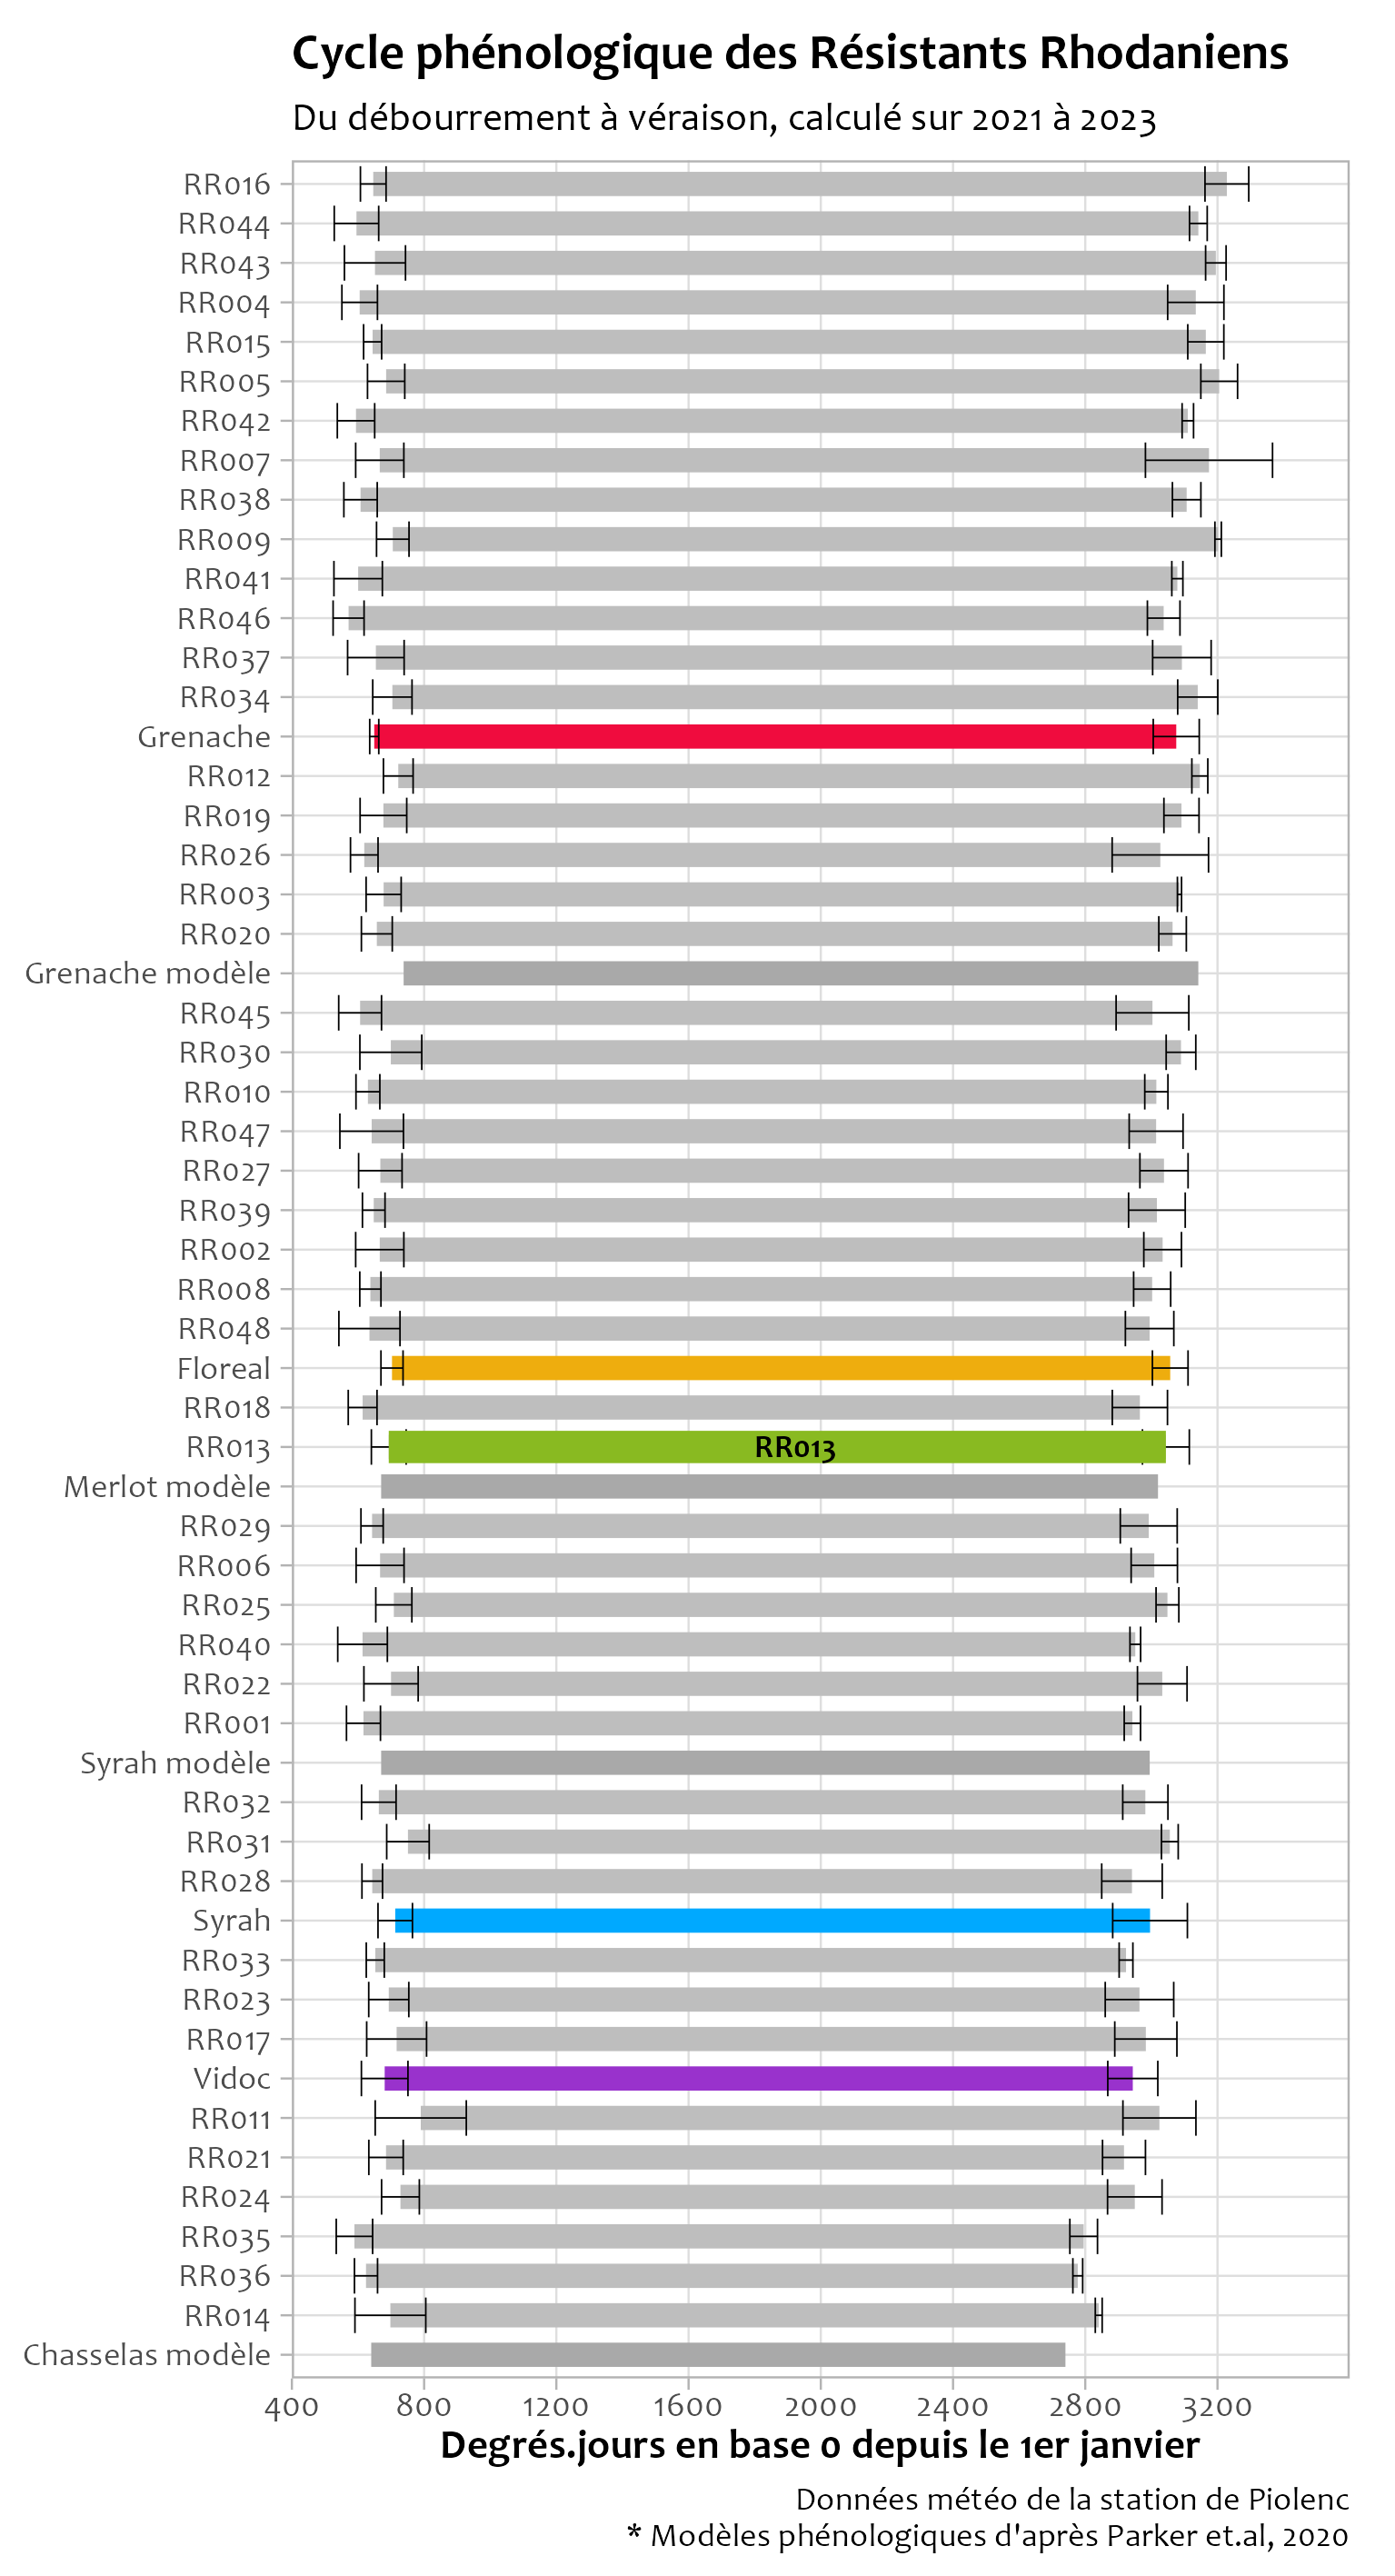 Cycle phénologique des Résistants Rhodaniens
Du débourrement à véraison, calculé sur 2021 à 2023
RR016
RR044
RR043
RR004
RR015
RR005
RR042
RR007
RR038
RR009
RR041
RR046
RR037
RR034
Grenache
RR012
RR019
RR026
RR003
RR020
Grenache modèle
RR045
RR030
RR010
RR047
RR027
RR039
RR002
RR008
RR048
Floreal
RR018
RR013 RR013
Merlot modèle
RR029
RR006
RR025
RR040
RR022
RR001
Syrah modèle
RR032
RR031
RR028
Syrah
RR033
RR023
RR017
Vidoc
RR011
RR021
RR024
RR035
RR036
RR014
Chasselas modèle
400 800 1200 1600 2000 2400 2800 3200
Degrés.jours en base 0 depuis le 1er janvier
Données météo de la station de Piolenc
* Modèles phénologiques d'après Parker et.al, 2020